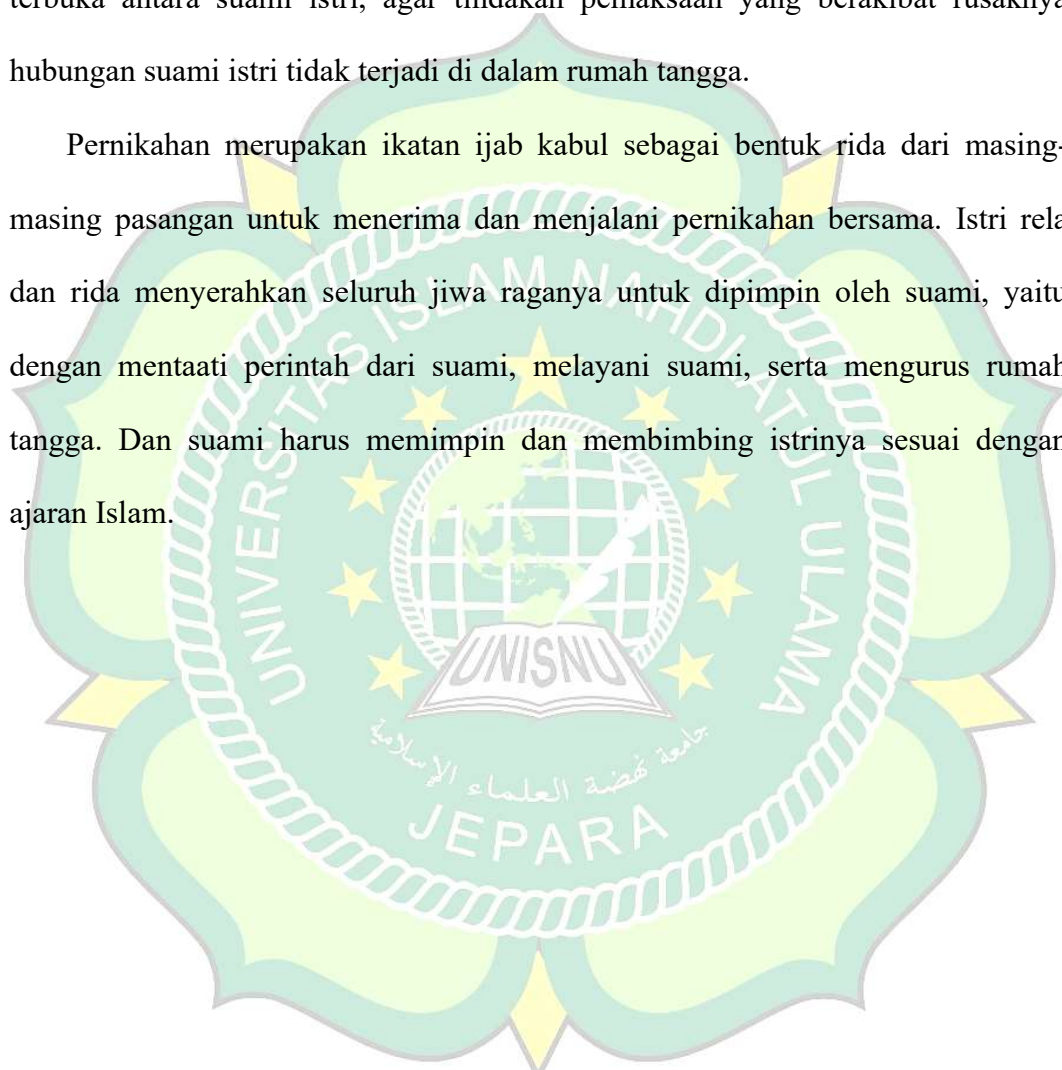 terbuka antara suami istri, agar tindakan pemaksaan yang berakibat rusaknya
hubungan suami istri tidak terjadi di dalam rumah tangga.
Pernikahan merupakan ikatan ijab kabul sebagai bentuk rida dari masing-
masing pasangan untuk menerima dan menjalani pernikahan bersama. Istri rela
dan rida menyerahkan seluruh jiwa raganya untuk dipimpin oleh suami, yaitu
dengan mentaati perintah dari suami, melayani suami, serta mengurus rumah
tangga. Dan suami harus memimpin dan membimbing istrinya sesuai dengan
ajaran Islam.
UNIVERSITAS ISLAM NAHDLATUL ULAMA
UNISNU
جامعة نهضة العلماء الإسلامية
JEPARA